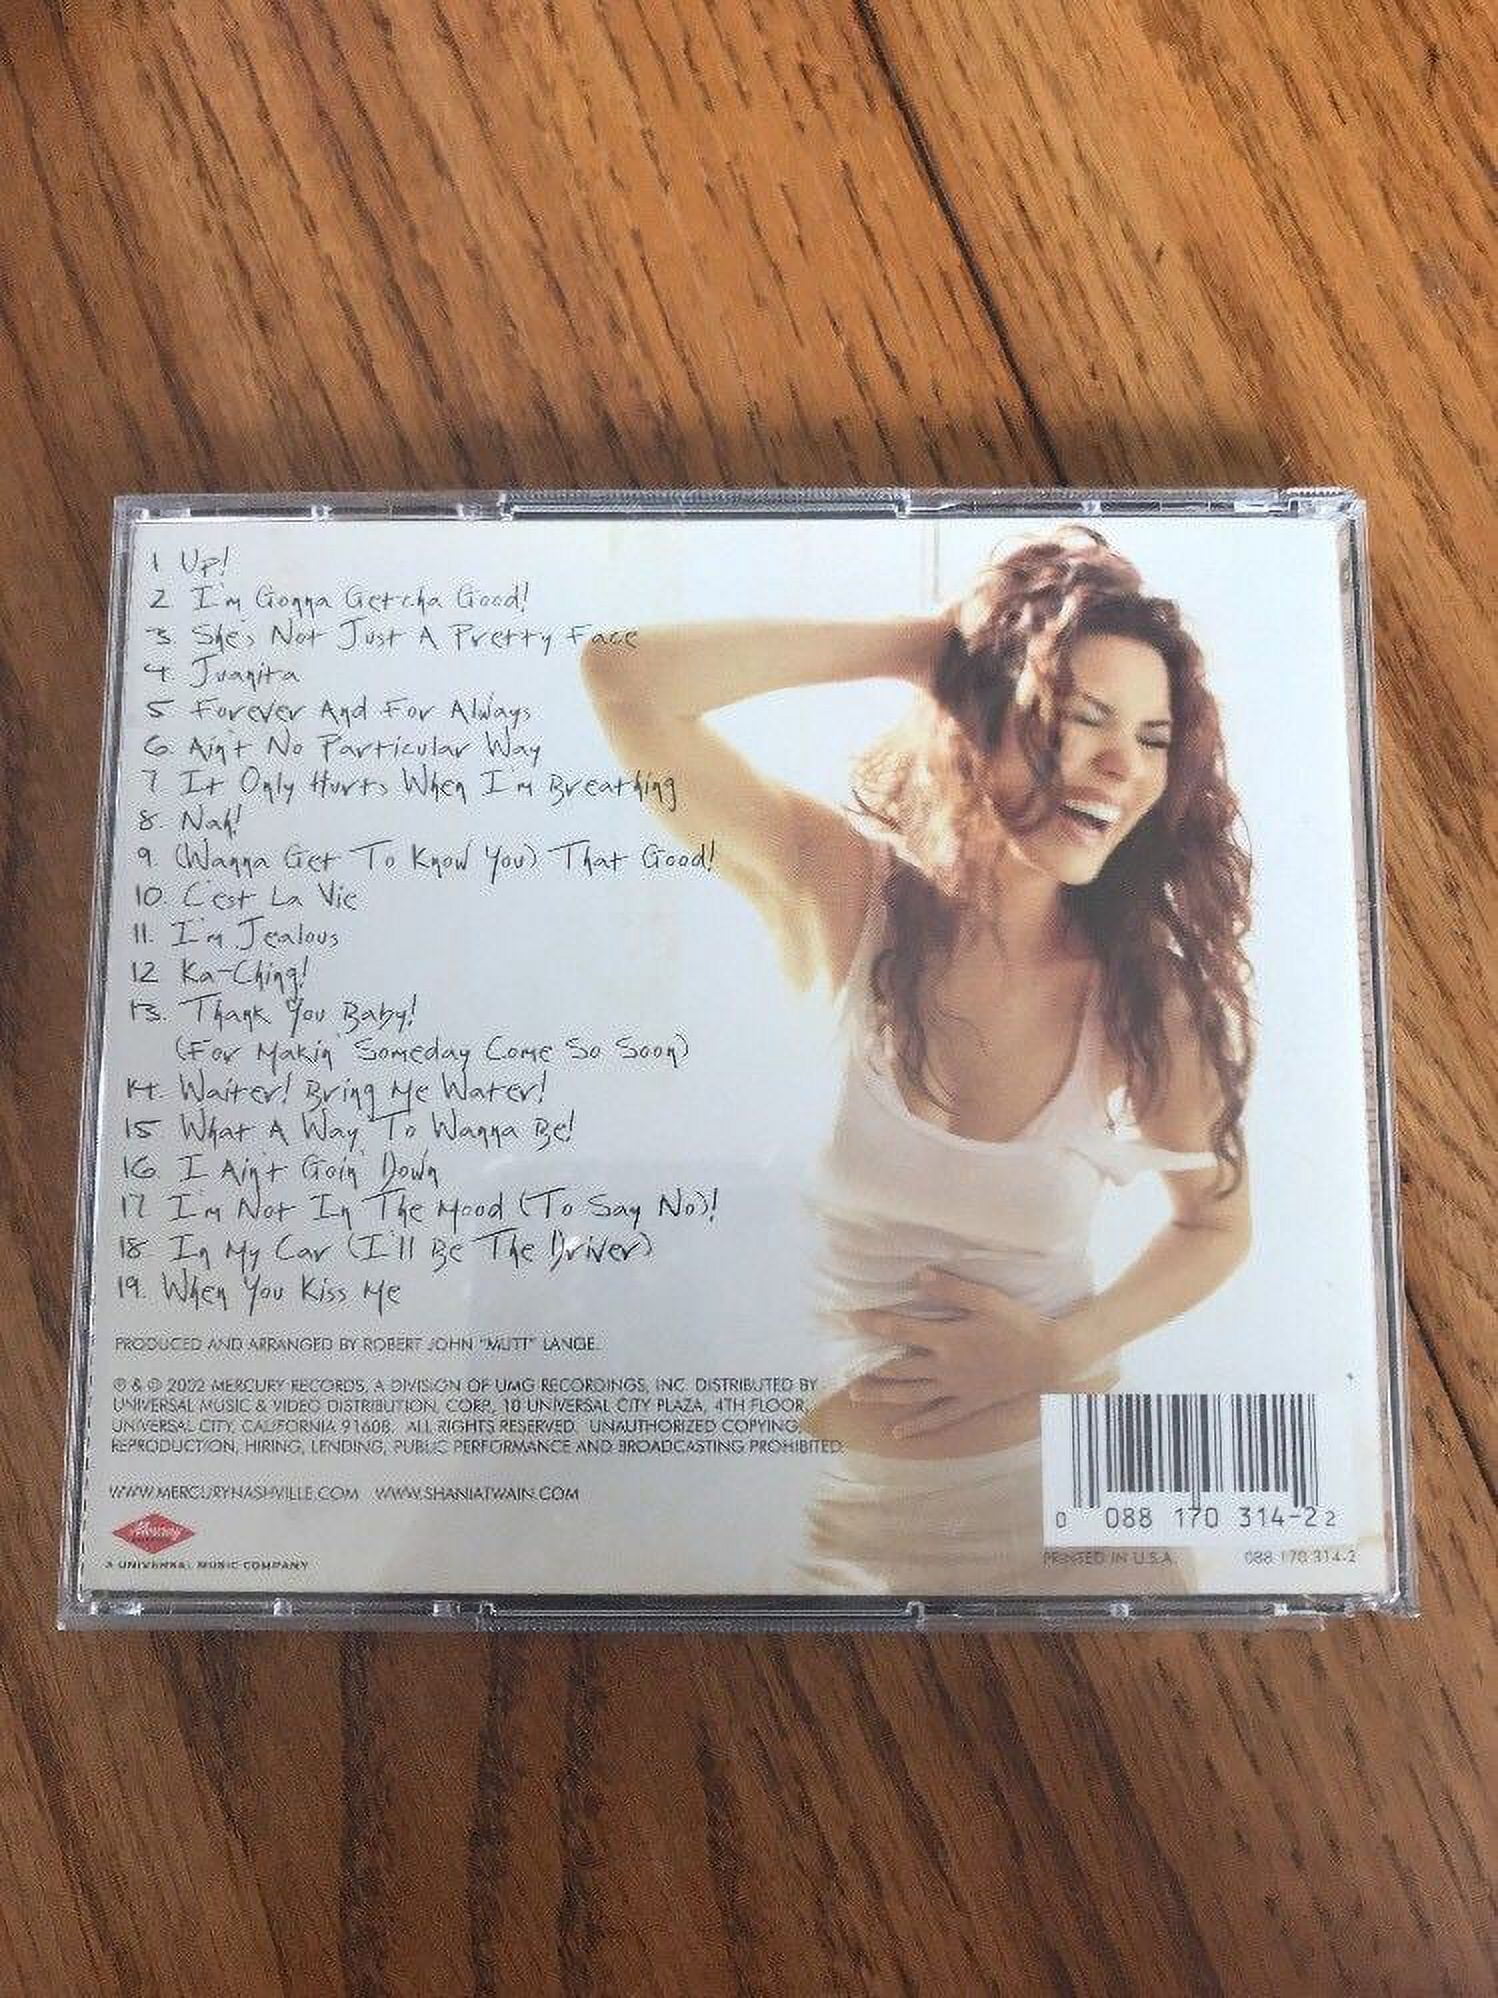 1 Up!
2. I'm Gonna Getcha Good!
3 She's Not Just A Pretty Face
4. Juanita
5 Forever And For Always
6. Ain't No Particular Way
7 It Only Hurts When I'm Breathing
8. Nah!
9. (Wanna Get To Know You) That Good!
10. C'est La Vie
11. I'm Jealous
12 Ka-Ching!
13. Thank You Baby!
(For Makin' Someday Come So Soon)
14. Waiter! Bring Me Water!
15 What A Way To Wanna Be!
16. I Ain't Goin' Down
17 I'm Not In The Mood (To Say No)!
18. In My Car (I'll Be The Driver)
19. When You Kiss Me
PRODUCED AND ARRANGED BY ROBERT JOHN "MUTT" LANGE.
℗ & © 2002 MERCURY RECORDS, A DIVISION OF UMG RECORDINGS, INC. DISTRIBUTED BY
UNIVERSAL MUSIC & VIDEO DISTRIBUTION, CORP., 10 UNIVERSAL CITY PLAZA, 4TH FLOOR,
UNIVERSAL CITY, CALIFORNIA 91608. ALL RIGHTS RESERVED. UNAUTHORIZED COPYING,
REPRODUCTION, HIRING, LENDING, PUBLIC PERFORMANCE AND BROADCASTING PROHIBITED.
WWW.MERCURYNASHVILLE.COM WWW.SHANIATWAIN.COM
Mercury
A UNIVERSAL MUSIC COMPANY
0 088 170 314-2 2
PRINTED IN U.S.A. 088 170 314-2